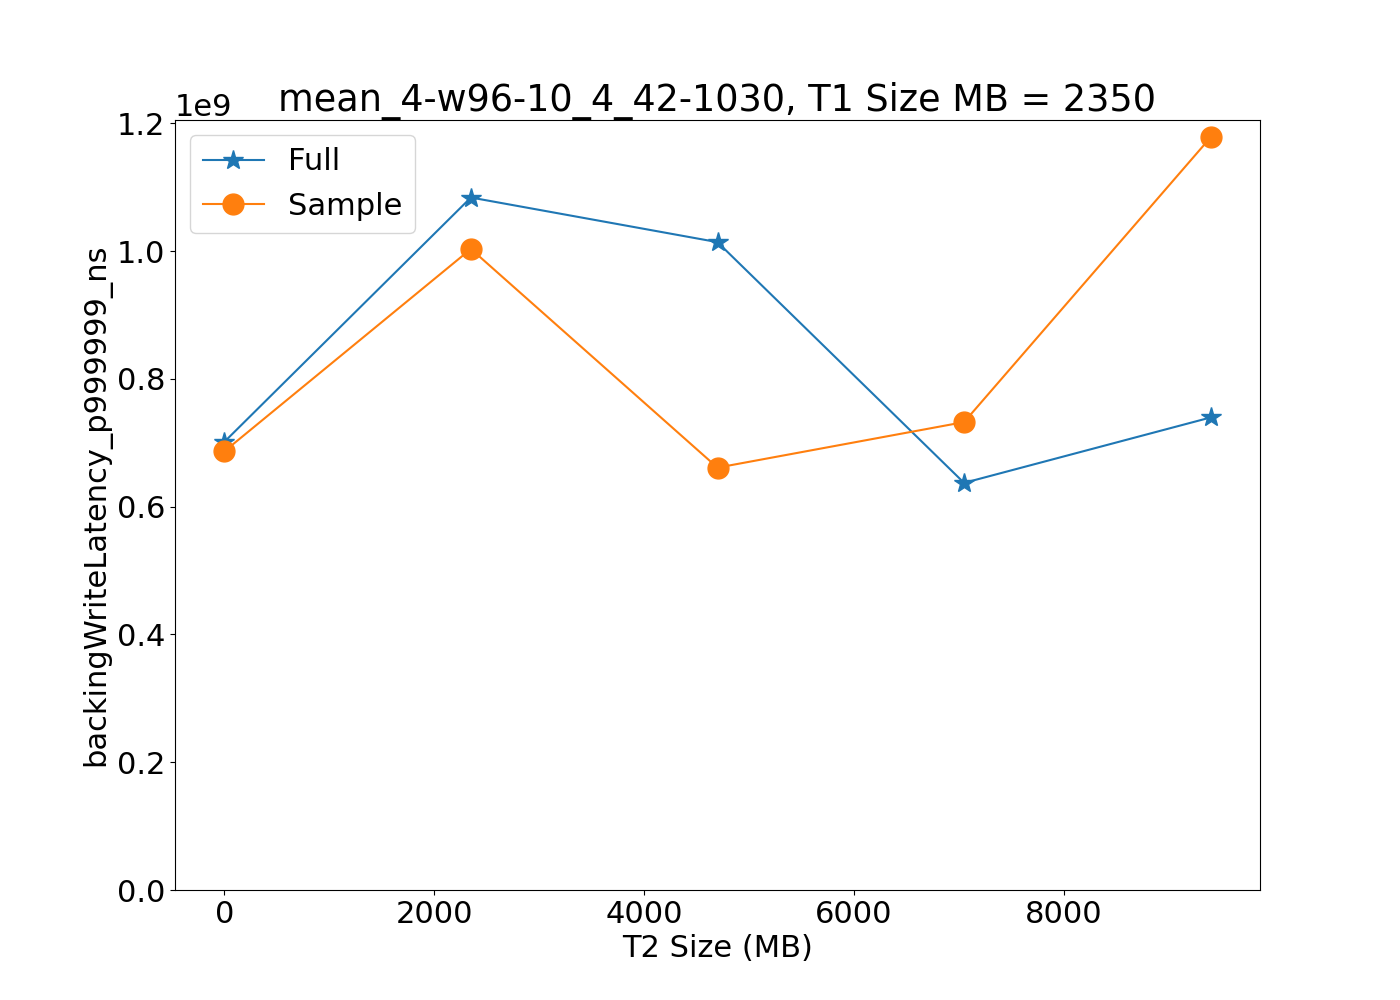 mean_4-w96-10_4_42-1030, T1 Size MB = 2350
1e9
Full
Sample
1.2
1.0
0.8
0.6
0.4
0.2
0.0
backingWriteLatency_p999999_ns
0 2000 4000 6000 8000
T2 Size (MB)